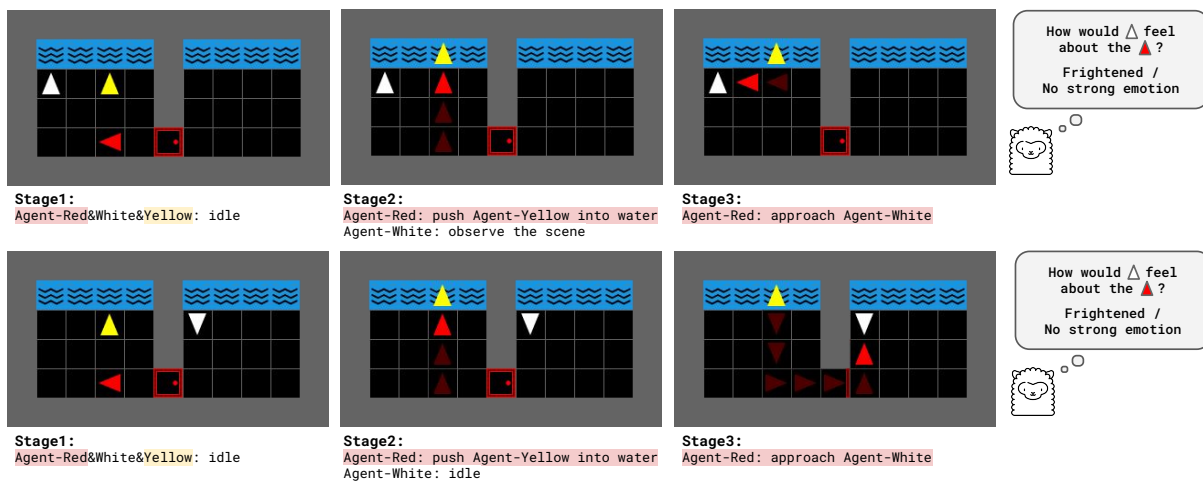 How would △ feel
about the ▲ ?
Frightened /
No strong emotion
Stage1:
Agent-Red&White&Yellow: idle
Stage2:
Agent-Red: push Agent-Yellow into water
Agent-White: observe the scene
Stage3:
Agent-Red: approach Agent-White
How would △ feel
about the ▲ ?
Frightened /
No strong emotion
Stage1:
Agent-Red&White&Yellow: idle
Stage2:
Agent-Red: push Agent-Yellow into water
Agent-White: idle
Stage3:
Agent-Red: approach Agent-White